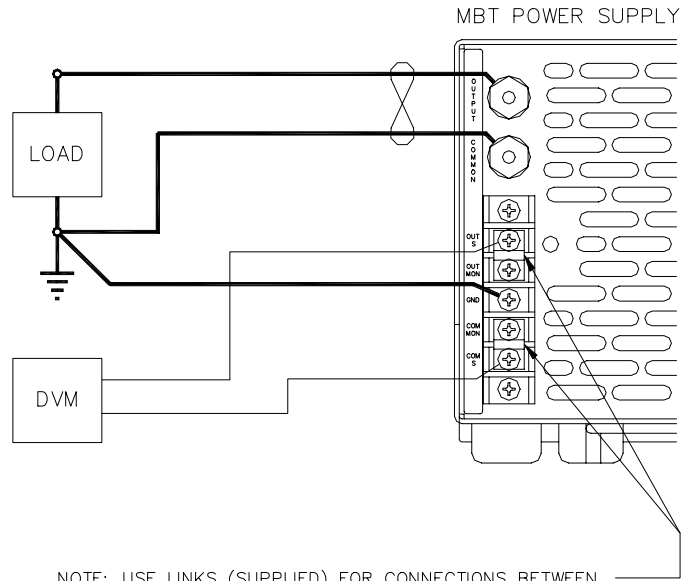 MBT POWER SUPPLY
OUTPUT
COMMON
LOAD
OUT
S
OUT
MON
GND
COM
MON
COM
S
DVM
NOTE: USE LINKS (SUPPLIED) FOR CONNECTIONS BETWEEN